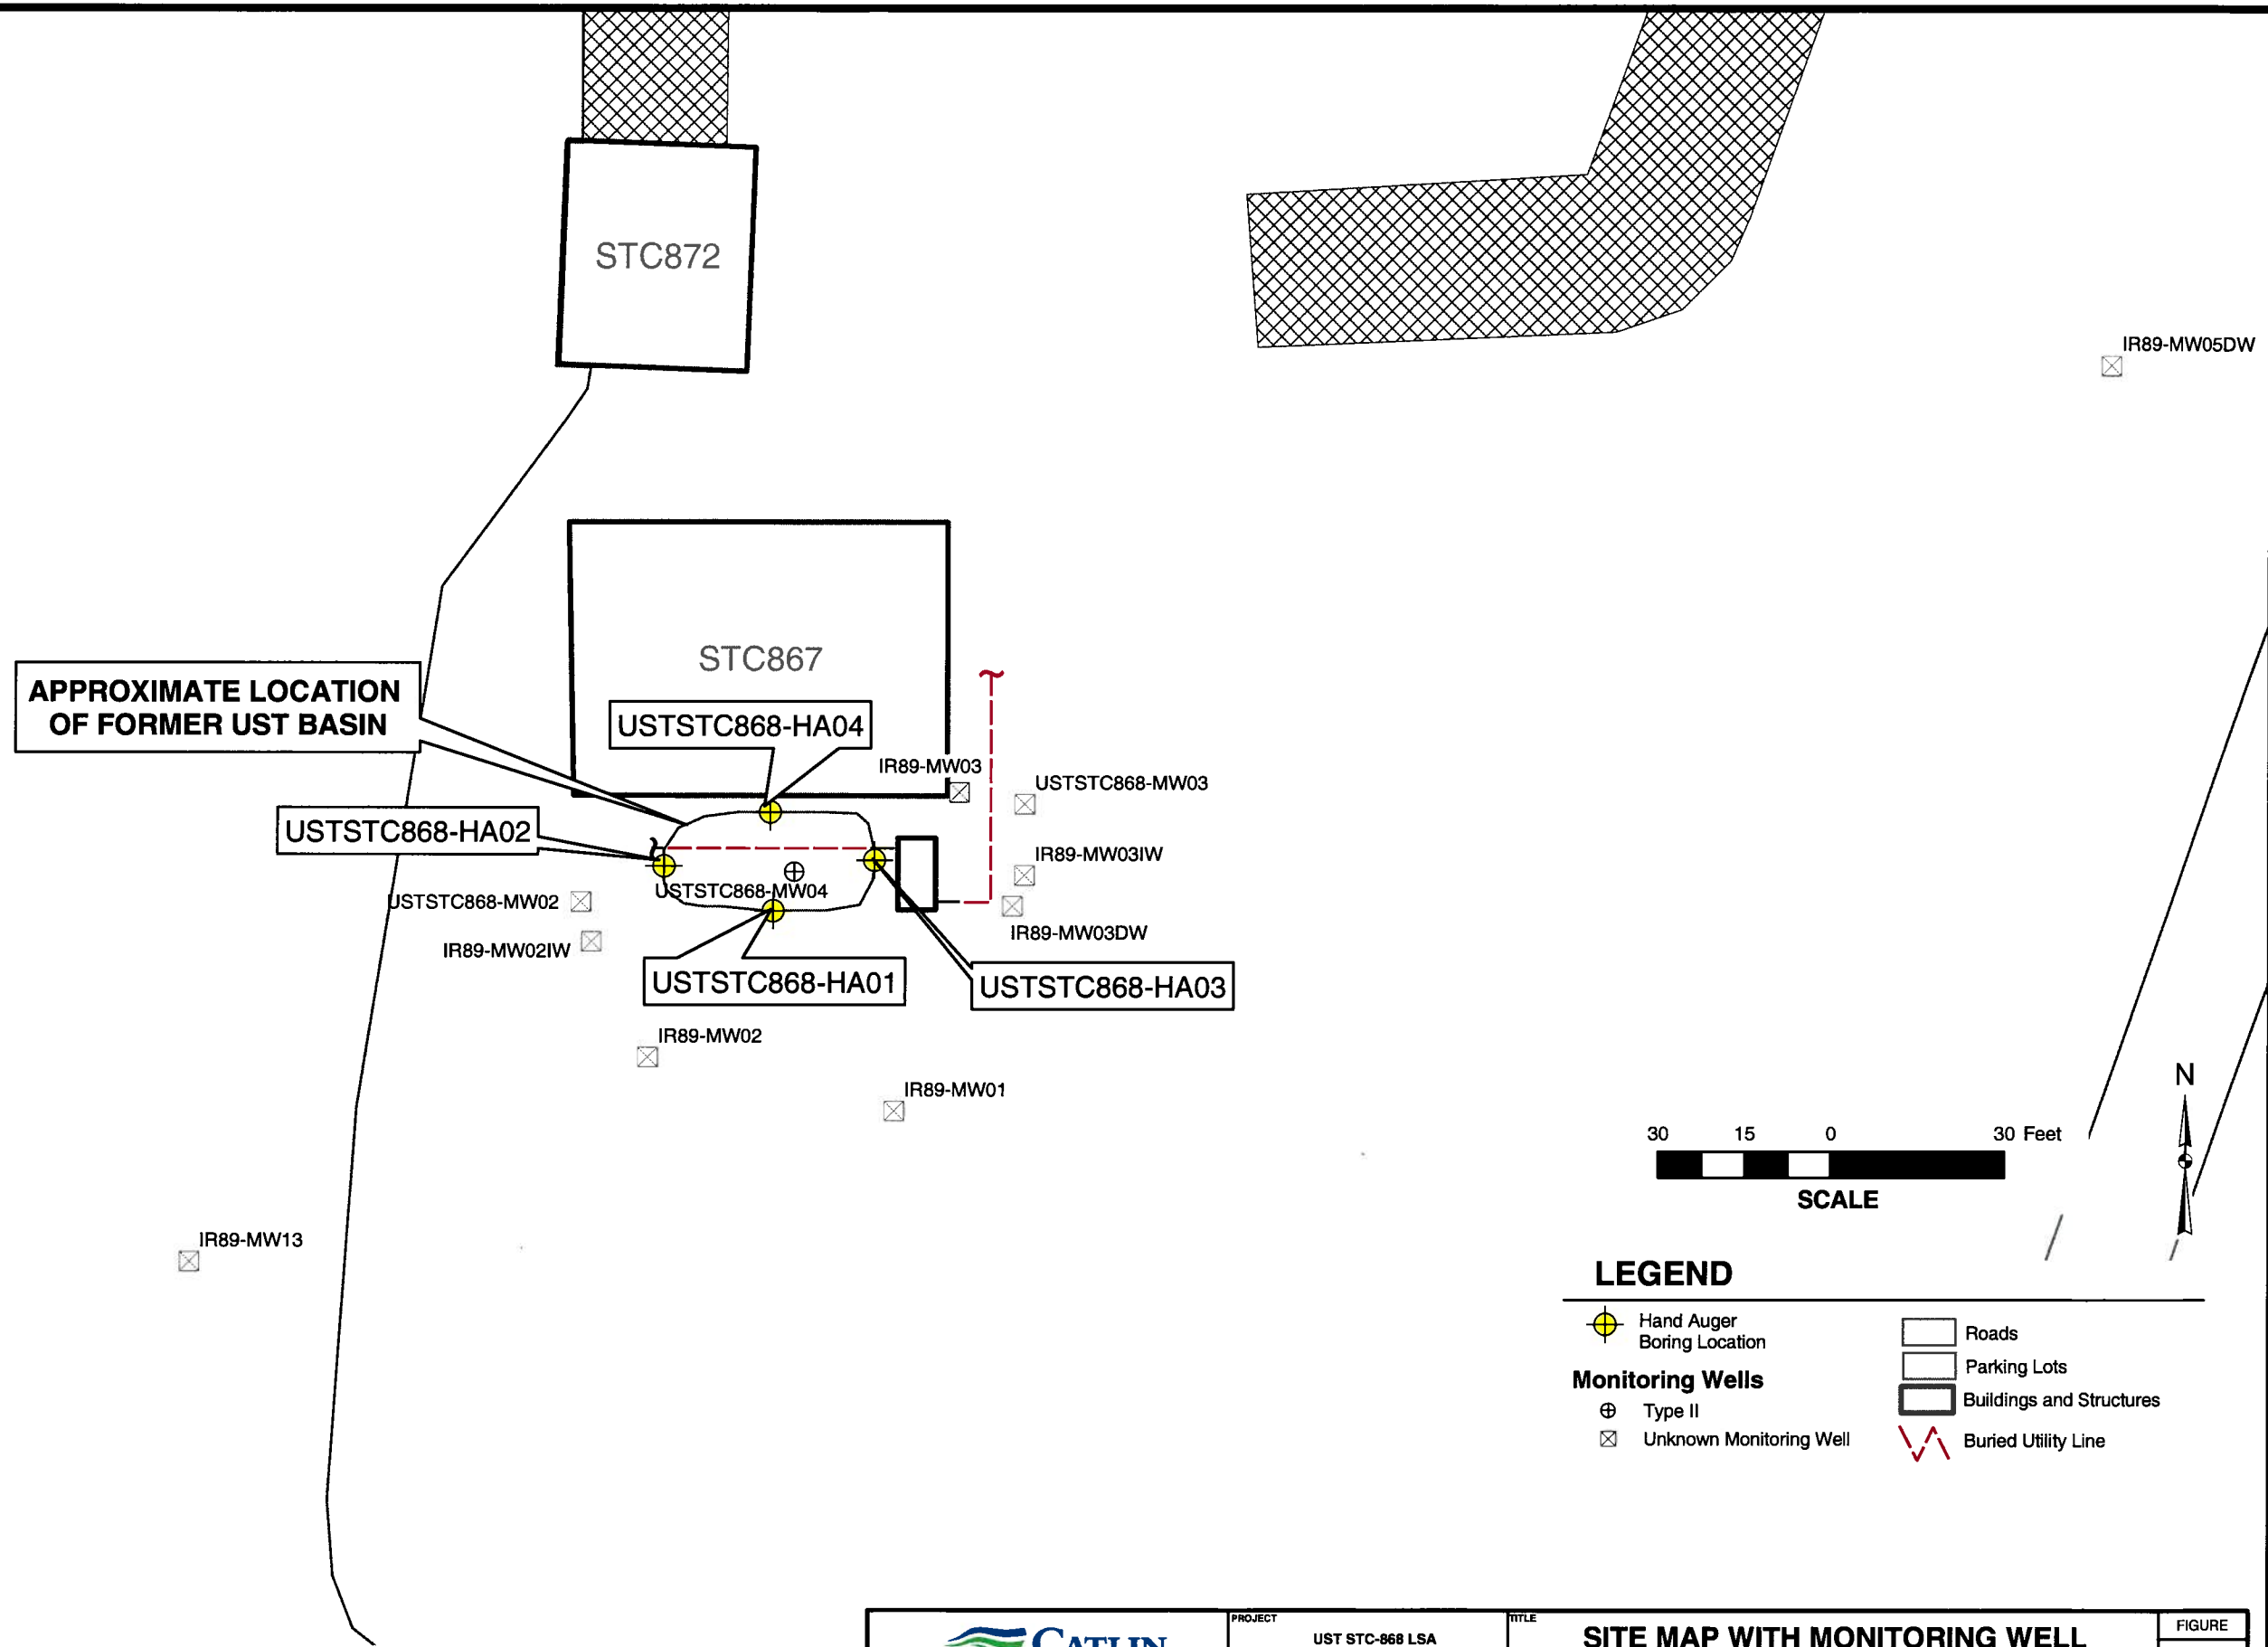 STC872
IR89-MW05DW
STC867
APPROXIMATE LOCATION
OF FORMER UST BASIN
USTSTC868-HA04
IR89-MW03
USTSTC868-MW03
USTSTC868-HA02
IR89-MW03IW
USTSTC868-MW04
USTSTC868-MW02
IR89-MW03DW
IR89-MW02IW
USTSTC868-HA01
USTSTC868-HA03
IR89-MW02
IR89-MW01
N
30 15 0 30 Feet
SCALE
IR89-MW13
LEGEND
Hand Auger
Boring Location
Monitoring Wells
Type II
Unknown Monitoring Well
Roads
Parking Lots
Buildings and Structures
Buried Utility Line
CATLIN
PROJECT
UST STC-868 LSA
TITLE
SITE MAP WITH MONITORING WELL
FIGURE